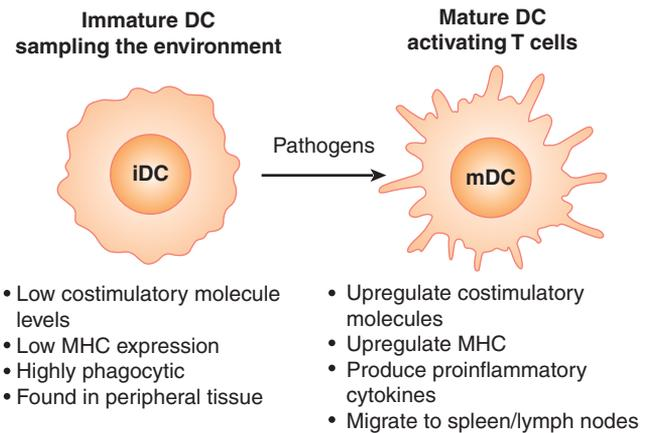 Immature DC
sampling the environment
Mature DC
activating T cells
iDC
Pathogens
mDC
• Low costimulatory molecule
levels
• Low MHC expression
• Highly phagocytic
• Found in peripheral tissue
• Upregulate costimulatory
molecules
• Upregulate MHC
• Produce proinflammatory
cytokines
• Migrate to spleen/lymph nodes